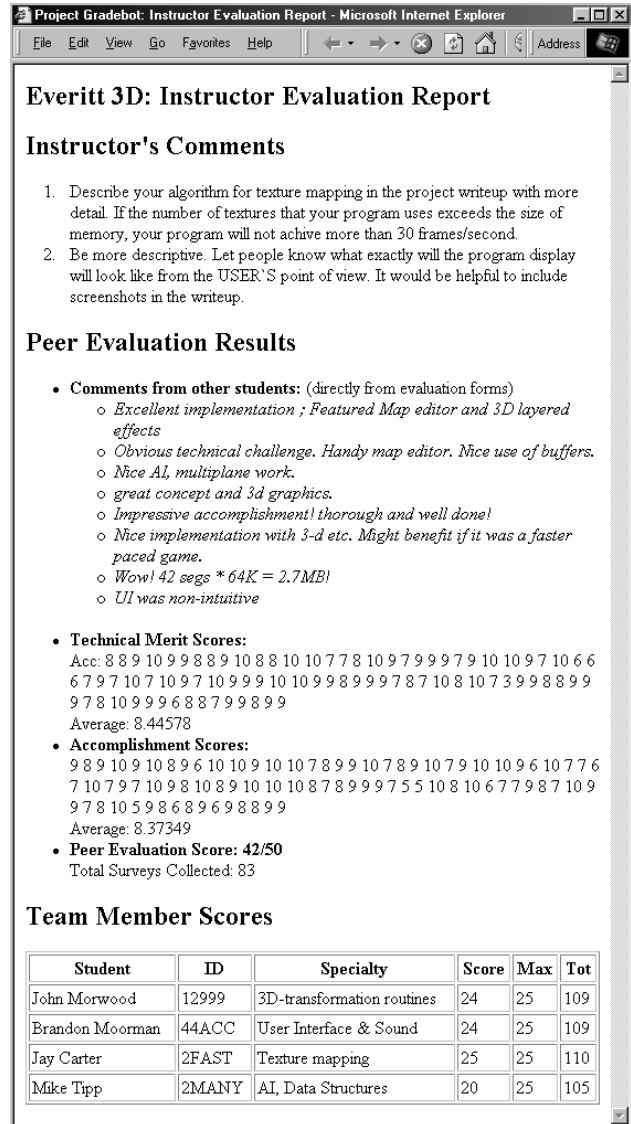 Project Gradebot: Instructor Evaluation Report - Microsoft Internet Explorer
File Edit View Go Favorites Help Address
Everitt 3D: Instructor Evaluation Report
Instructor's Comments
1. Describe your algorithm for texture mapping in the project writeup with more
detail. If the number of textures that your program uses exceeds the size of
memory, your program will not achive more than 30 frames/second.
2. Be more descriptive. Let people know what exactly will the program display
will look like from the USER`S point of view. It would be helpful to include
screenshots in the writeup.
Peer Evaluation Results
• Comments from other students: (directly from evaluation forms)
o Excellent implementation ; Featured Map editor and 3D layered
effects
o Obvious technical challenge. Handy map editor. Nice use of buffers.
o Nice AI, multiplane work.
o great concept and 3d graphics.
o Impressive accomplishment! thorough and well done!
o Nice implementation with 3-d etc. Might benefit if it was a faster
paced game.
o Wow! 42 segs * 64K = 2.7MB!
o UI was non-intuitive
• Technical Merit Scores:
Acc: 8 8 9 10 9 9 8 8 9 10 8 8 10 10 7 7 8 10 9 7 9 9 9 7 9 10 10 9 7 10 6 6
6 7 9 7 10 7 10 9 7 10 9 9 9 10 10 9 9 8 9 9 9 7 8 7 10 8 10 7 3 9 9 8 8 9 9
9 7 8 10 9 9 9 6 8 8 7 9 9 8 9 9
Average: 8.44578
• Accomplishment Scores:
9 8 9 10 9 10 8 9 6 10 10 9 10 10 7 8 9 9 10 7 8 9 10 7 9 10 10 9 6 10 7 7 6
7 10 7 9 7 10 9 8 10 8 9 10 10 10 8 7 8 9 9 9 7 5 5 10 8 10 6 7 7 9 8 7 10 9
9 7 8 10 5 9 8 6 8 9 6 9 8 8 9 9
Average: 8.37349
• Peer Evaluation Score: 42/50
Total Surveys Collected: 83
Team Member Scores
Student ID Specialty Score Max Tot
John Morwood 12999 3D-transformation routines 24 25 109
Brandon Moorman 44ACC User Interface & Sound 24 25 109
Jay Carter 2FAST Texture mapping 25 25 110
Mike Tipp 2MANY AI, Data Structures 20 25 105